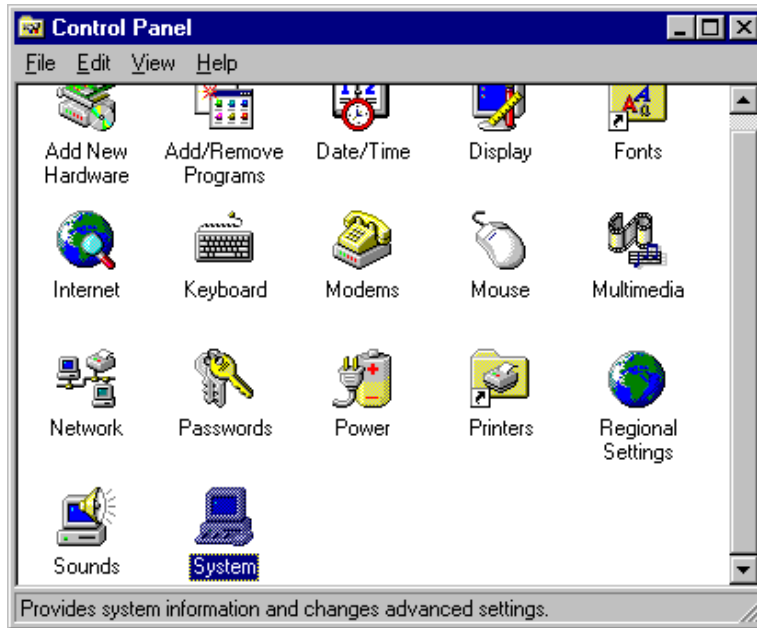 Control Panel
File Edit View Help
Add New Hardware
Add/Remove Programs
Date/Time
Display
Fonts
Internet
Keyboard
Modems
Mouse
Multimedia
Network
Passwords
Power
Printers
Regional Settings
Sounds
System
Provides system information and changes advanced settings.